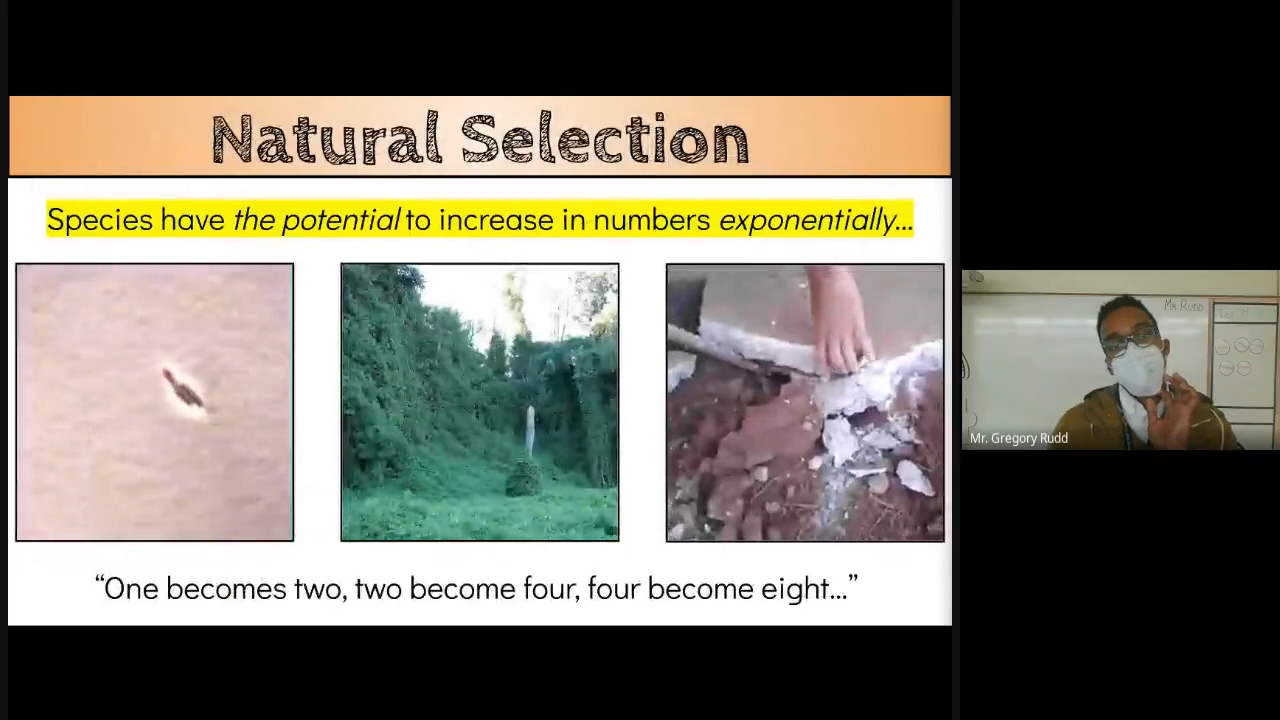 Natural Selection
Species have the potential to increase in numbers exponentially...
“One becomes two, two become four, four become eight...”
MR RUDD
Mr. Gregory Rudd